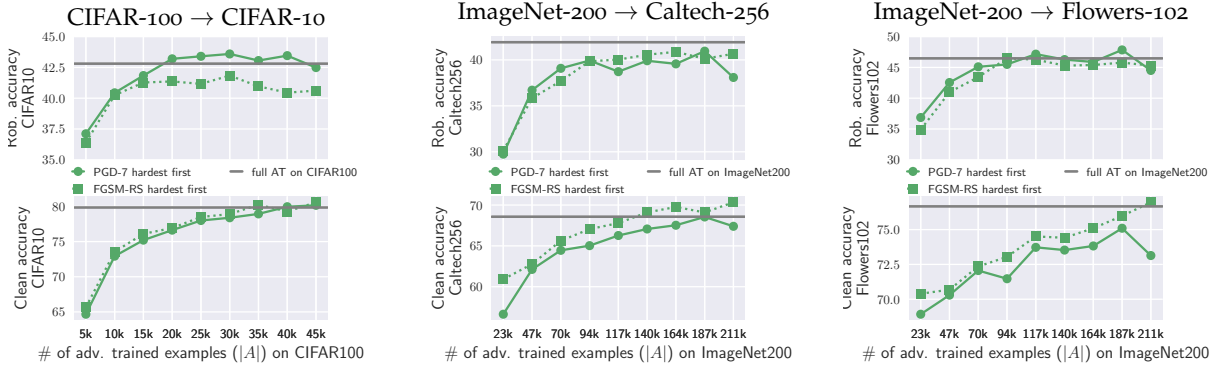 CIFAR-100 → CIFAR-10
45.0
42.5
40.0
37.5
35.0
Rob. accuracy
CIFAR10
PGD-7 hardest first
full AT on CIFAR100
FGSM-RS hardest first
80
75
70
65
Clean accuracy
CIFAR10
5k 10k 15k 20k 25k 30k 35k 40k 45k
# of adv. trained examples (|A|) on CIFAR100
ImageNet-200 → Caltech-256
40
35
30
Rob. accuracy
Caltech256
PGD-7 hardest first
full AT on ImageNet200
FGSM-RS hardest first
70
65
60
Clean accuracy
Caltech256
23k 47k 70k 94k 117k 140k 164k 187k 211k
# of adv. trained examples (|A|) on ImageNet200
ImageNet-200 → Flowers-102
50
45
40
35
30
Rob. accuracy
Flowers102
PGD-7 hardest first
full AT on ImageNet200
FGSM-RS hardest first
75.0
72.5
70.0
Clean accuracy
Flowers102
23k 47k 70k 94k 117k 140k 164k 187k 211k
# of adv. trained examples (|A|) on ImageNet200